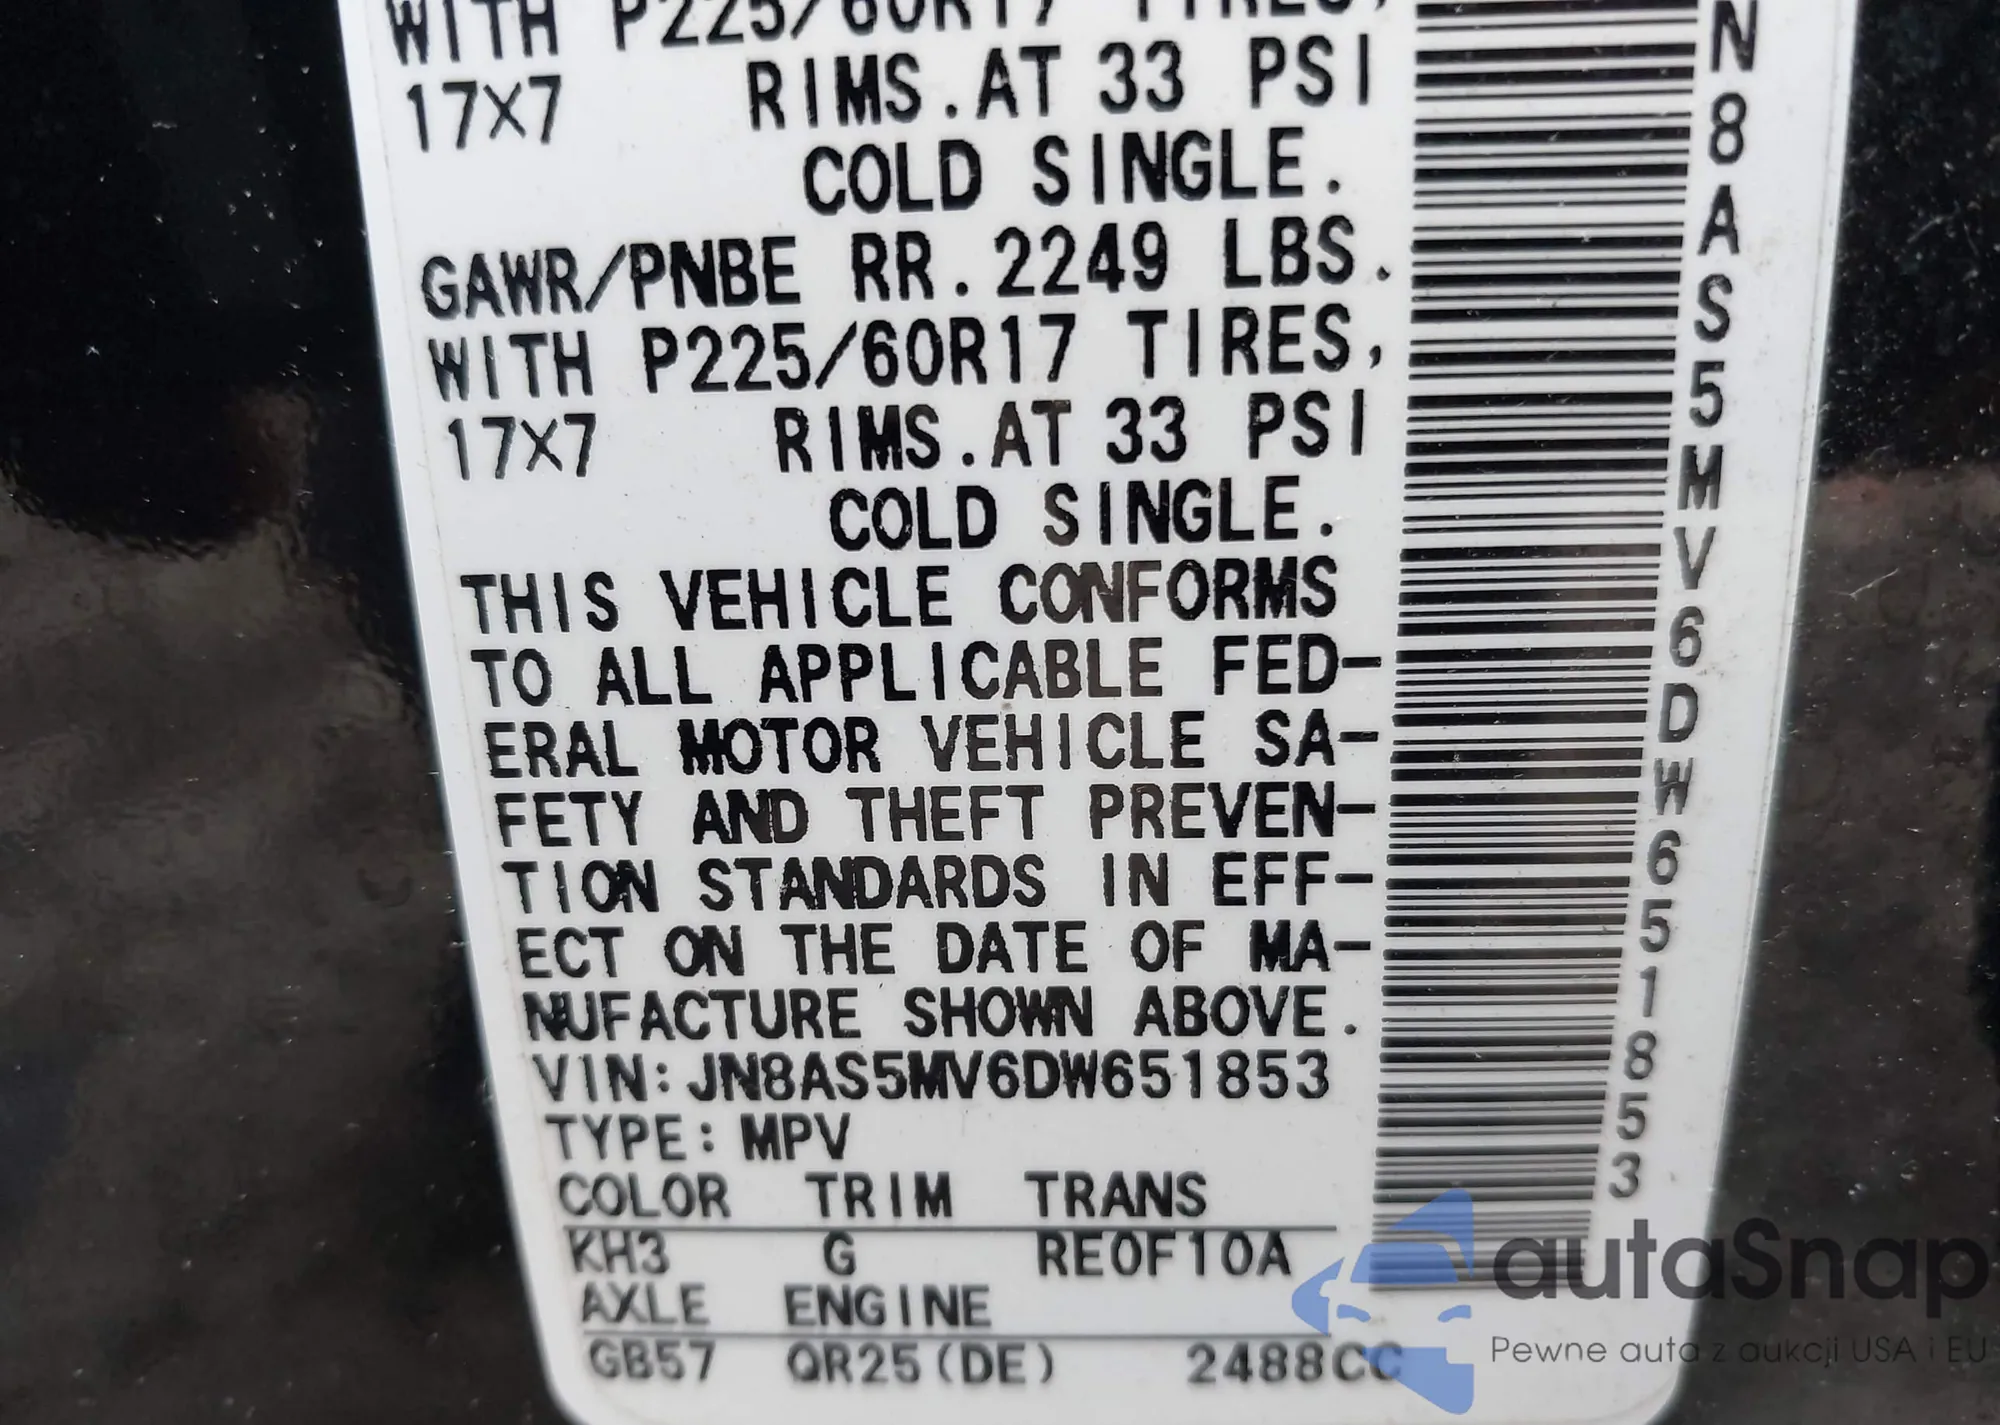 WITH P225/60R17 TIRES,
17X7 RIMS.AT 33 PSI
COLD SINGLE.
GAWR/PNBE RR.2249 LBS.
WITH P225/60R17 TIRES,
17X7 RIMS.AT 33 PSI
COLD SINGLE.
THIS VEHICLE CONFORMS
TO ALL APPLICABLE FED-
ERAL MOTOR VEHICLE SA-
FETY AND THEFT PREVEN-
TION STANDARDS IN EFF-
ECT ON THE DATE OF MA-
NUFACTURE SHOWN ABOVE.
VIN:JN8AS5MV6DW651853
TYPE:MPV
COLOR TRIM TRANS
KH3 G RE0F10A
AXLE ENGINE
GB57 QR25(DE) 2488CC
N8AS5MV6DW651853
autaSnap
Pewne auta z aukcji USA i EU